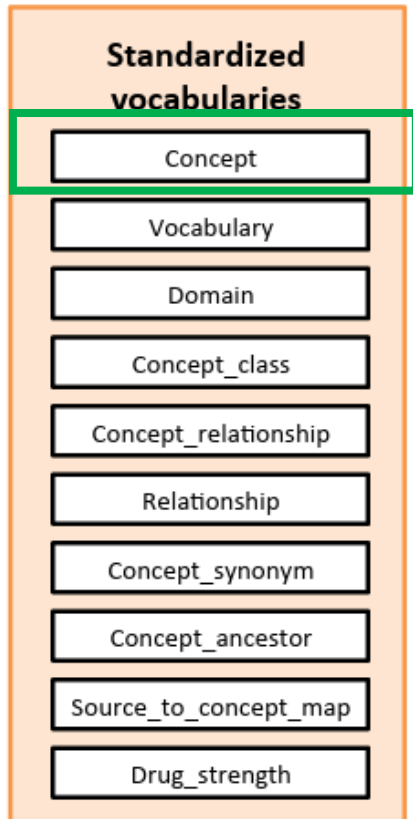 Standardized
vocabularies
Concept
Vocabulary
Domain
Concept_class
Concept_relationship
Relationship
Concept_synonym
Concept_ancestor
Source_to_concept_map
Drug_strength